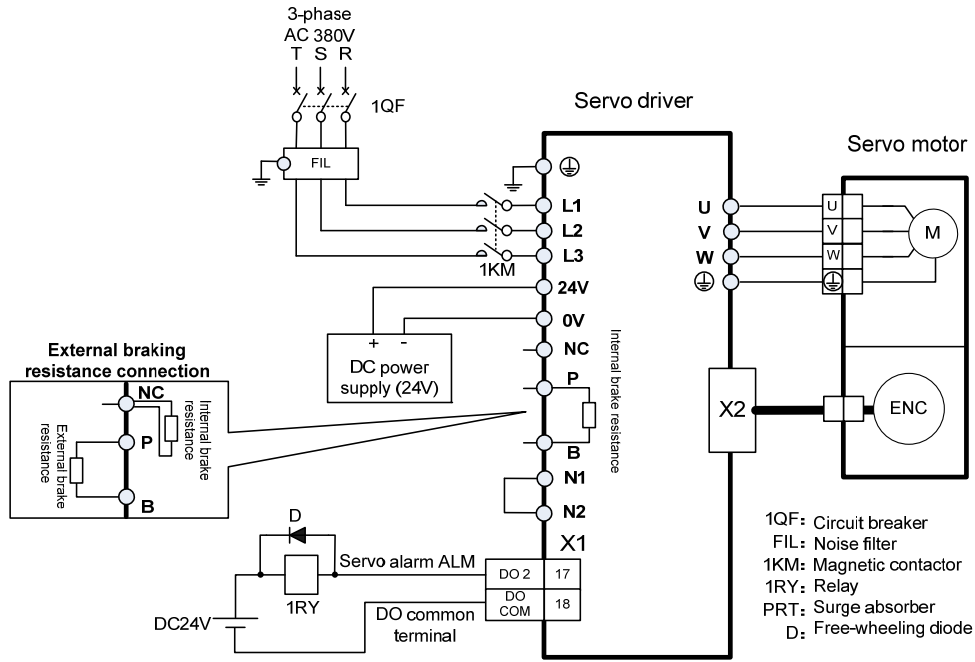 3-phase
AC 380V
T S R
1QF
FIL
Servo driver
Servo motor
L1
L2
L3
1KM
24V
0V
NC
P
B
N1
N2
Internal brake resistance
+ -
DC power
supply (24V)
U
V
W
U
V
W
M
X2
ENC
External braking
resistance connection
NC
P
B
Internal brake
resistance
External brake
resistance
X1
D
1RY
DC24V
Servo alarm ALM
DO common
terminal
DO 2 17
DO
COM 18
1QF: Circuit breaker
FIL: Noise filter
1KM: Magnetic contactor
1RY: Relay
PRT: Surge absorber
D: Free-wheeling diode